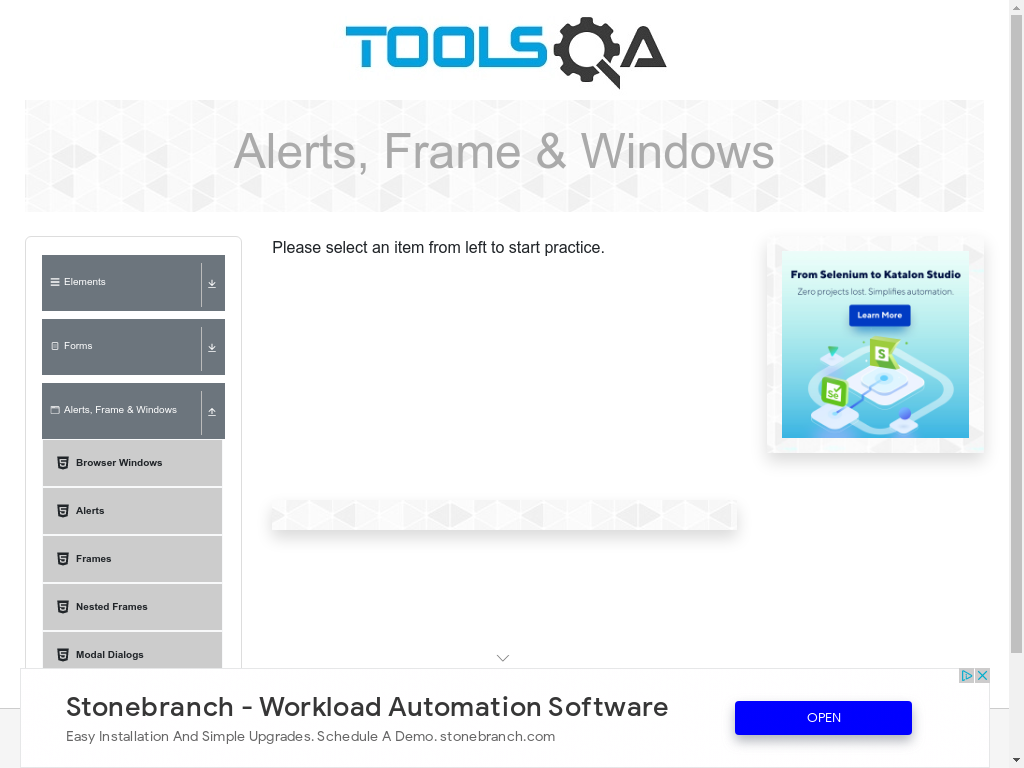 TOOLSQA
Alerts, Frame & Windows
Elements
Forms
Alerts, Frame & Windows
Browser Windows
Alerts
Frames
Nested Frames
Modal Dialogs
Please select an item from left to start practice.
From Selenium to Katalon Studio
Zero projects lost. Simplifies automation.
Learn More
S
Se
Stonebranch - Workload Automation Software
Easy Installation And Simple Upgrades. Schedule A Demo. stonebranch.com
OPEN